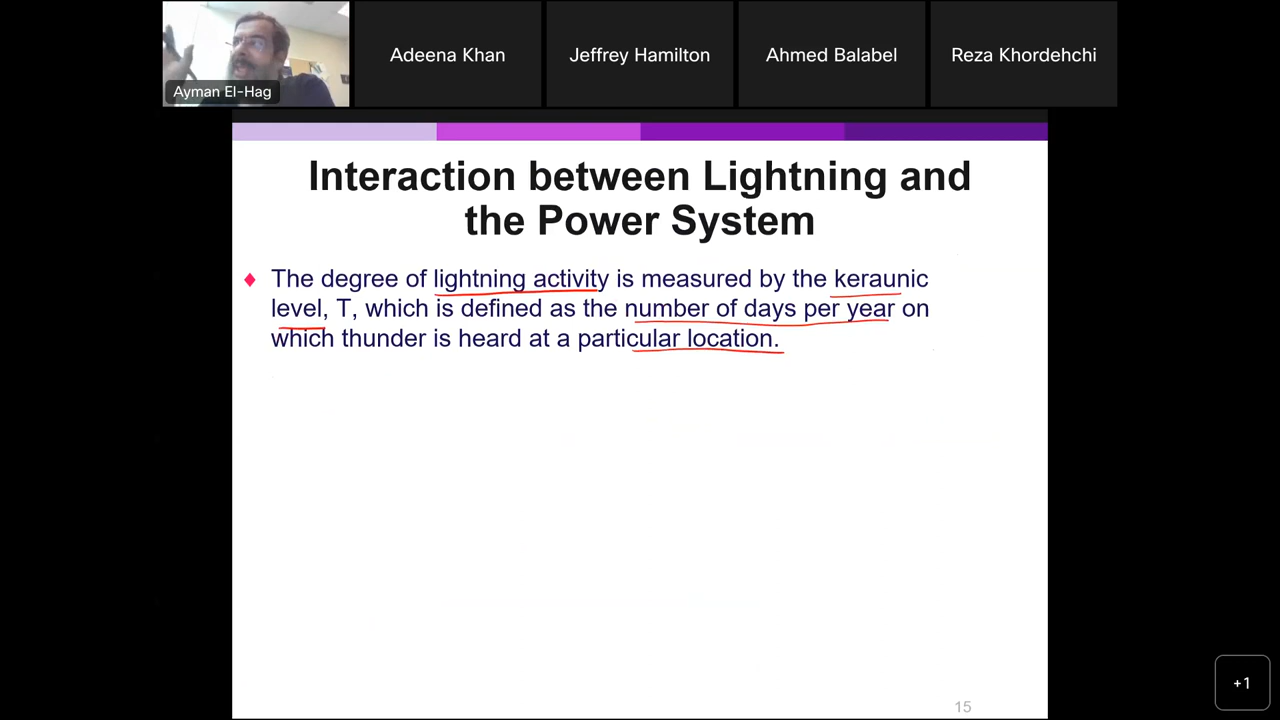 Ayman El-Hag
Adeena Khan
Jeffrey Hamilton
Ahmed Balabel
Reza Khordehchi
Interaction between Lightning and
the Power System
The degree of lightning activity is measured by the keraunic
level, T, which is defined as the number of days per year on
which thunder is heard at a particular location.
15
+1